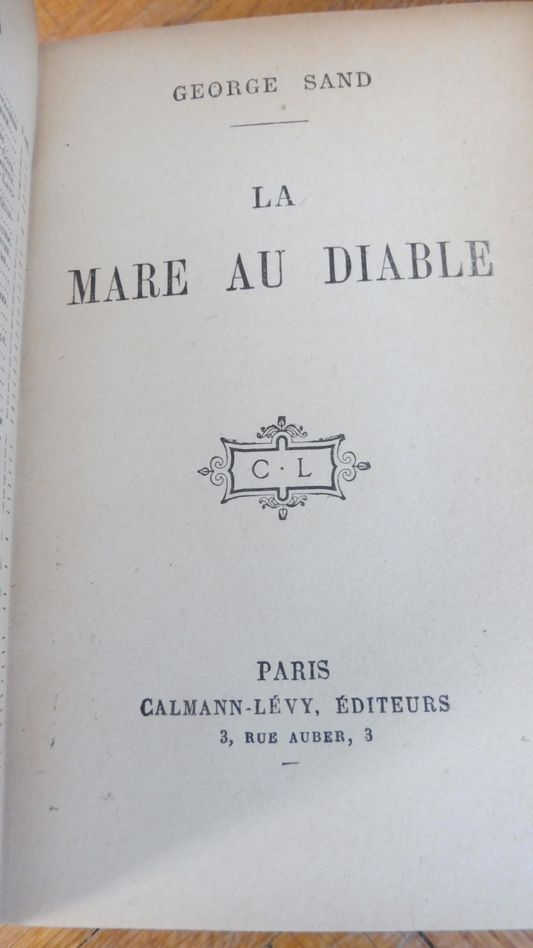 GEORGE SAND
LA
MARE AU DIABLE
C · L
PARIS
CALMANN-LÉVY, ÉDITEURS
3, RUE AUBER, 3